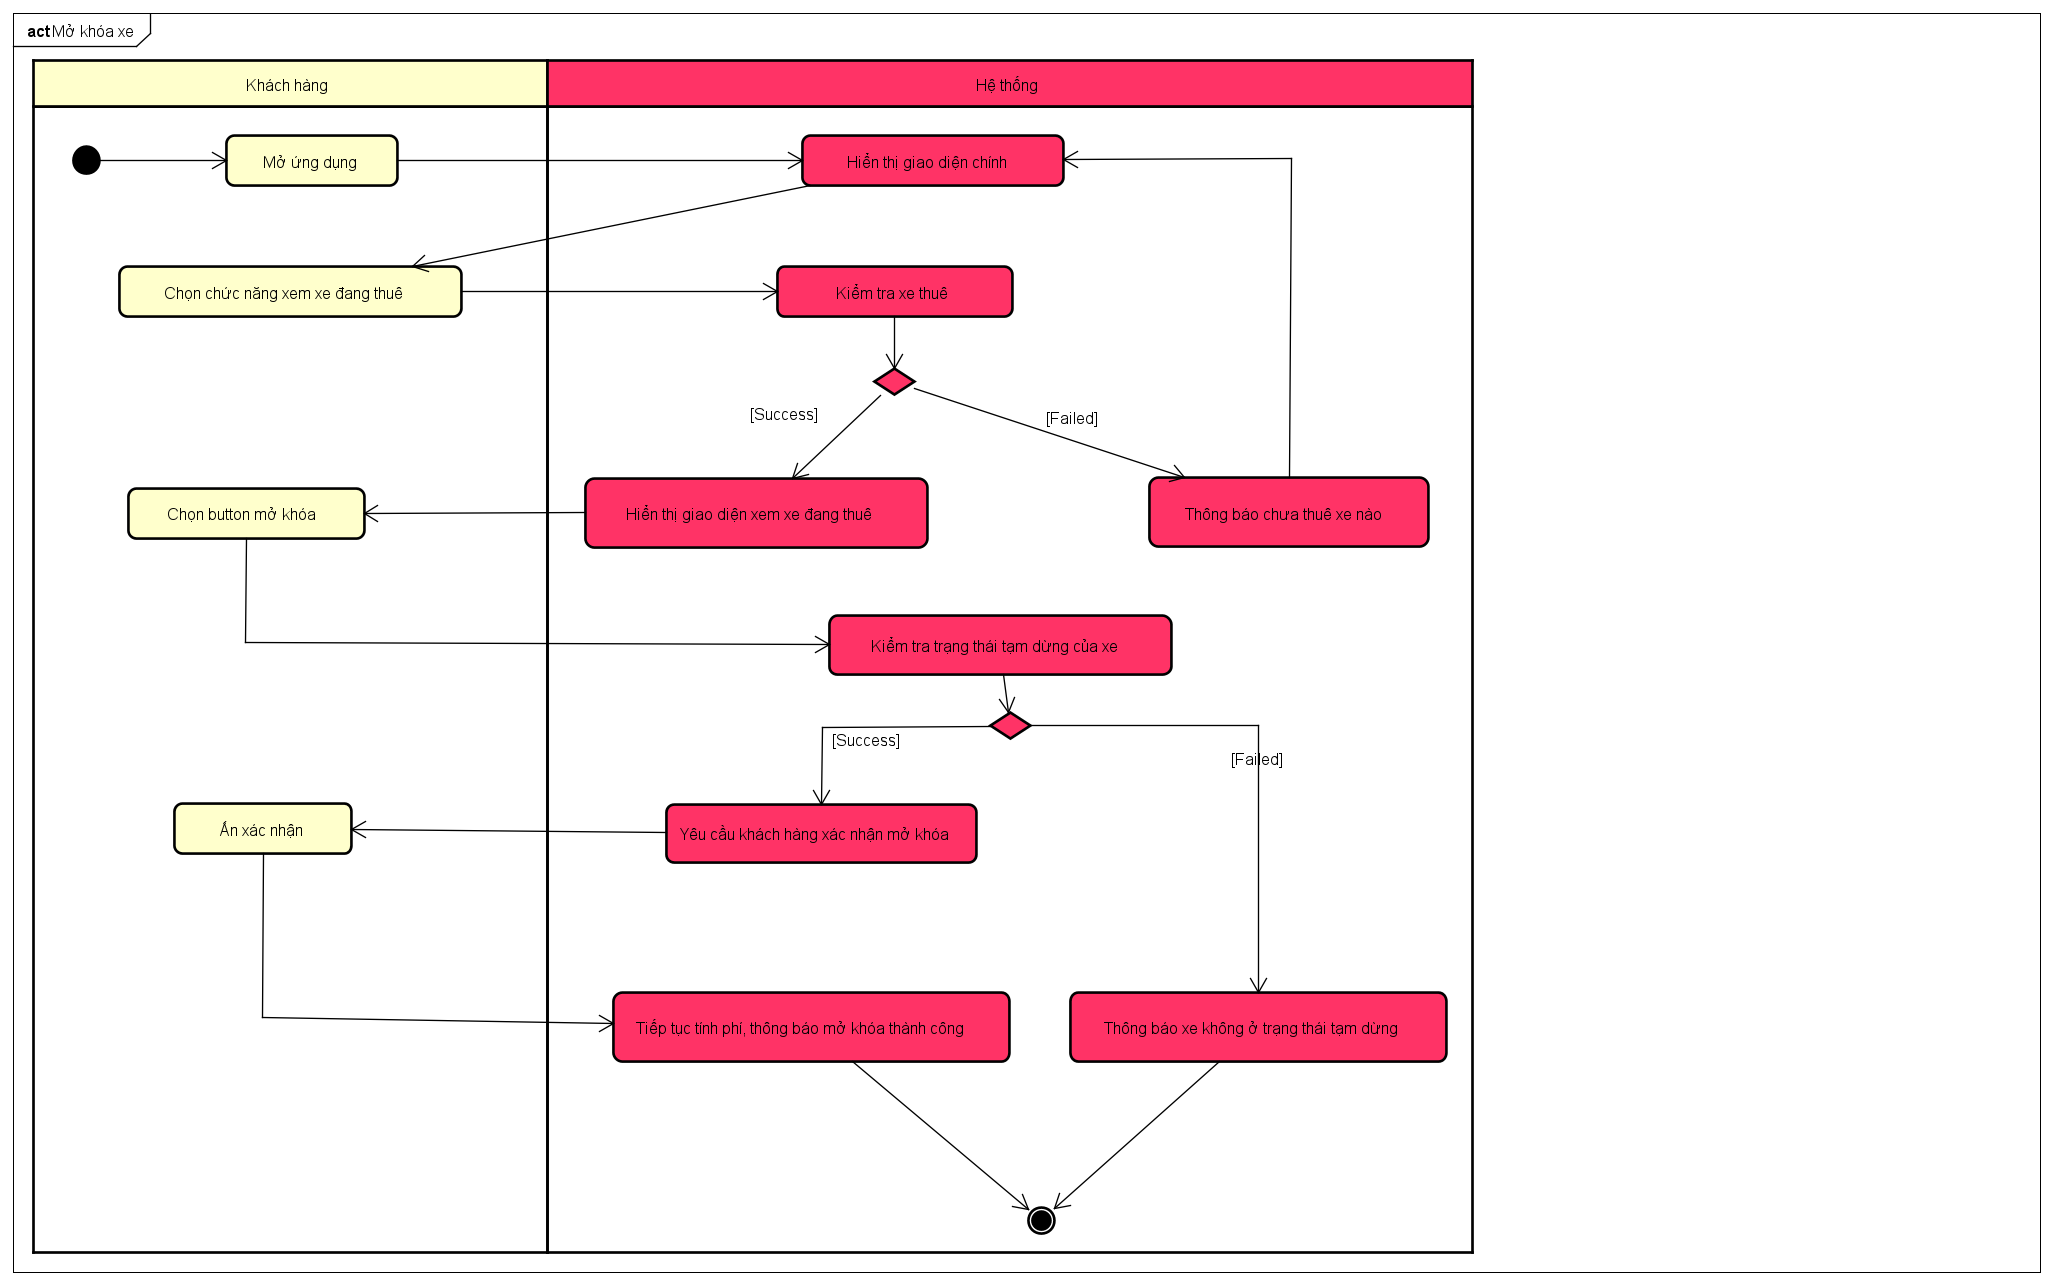 act Mở khóa xe
Khách hàng
Hệ thống
Mở ứng dụng
Hiển thị giao diện chính
Chọn chức năng xem xe đang thuê
Kiểm tra xe thuê
[Success]
[Failed]
Chọn button mở khóa
Hiển thị giao diện xem xe đang thuê
Thông báo chưa thuê xe nào
Kiểm tra trạng thái tạm dừng của xe
[Success]
[Failed]
Ấn xác nhận
Yêu cầu khách hàng xác nhận mở khóa
Tiếp tục tính phí, thông báo mở khóa thành công
Thông báo xe không ở trạng thái tạm dừng